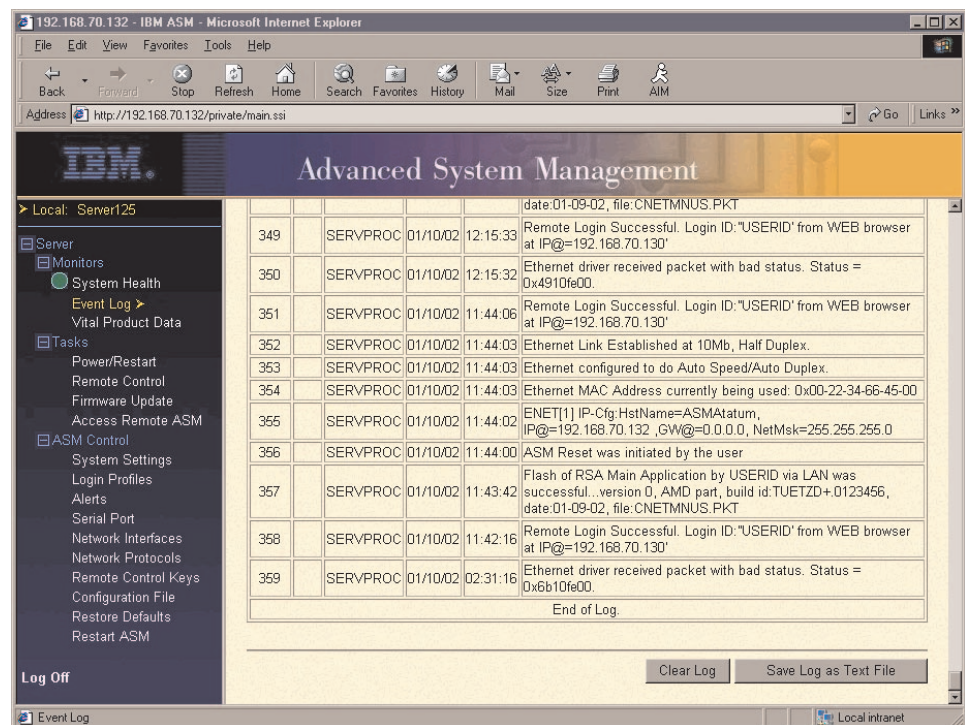 192.168.70.132 - IBM ASM - Microsoft Internet Explorer
File Edit View Favorites Tools Help
Back Forward Stop Refresh Home Search Favorites History Mail Size Print AIM
Address http://192.168.70.132/private/main.ssi Go Links »
IBM.
Advanced System Management
Local: Server125
Server
Monitors
System Health
Event Log
Vital Product Data
Tasks
Power/Restart
Remote Control
Firmware Update
Access Remote ASM
ASM Control
System Settings
Login Profiles
Alerts
Serial Port
Network Interfaces
Network Protocols
Remote Control Keys
Configuration File
Restore Defaults
Restart ASM
Log Off
date:01-09-02, file:CNETMNUS.PKT
349 SERVPROC 01/10/02 12:15:33 Remote Login Successful. Login ID:"USERID' from WEB browser
at IP@=192.168.70.130'
350 SERVPROC 01/10/02 12:15:32 Ethernet driver received packet with bad status. Status =
0x4910fe00.
351 SERVPROC 01/10/02 11:44:06 Remote Login Successful. Login ID:"USERID' from WEB browser
at IP@=192.168.70.130'
352 SERVPROC 01/10/02 11:44:03 Ethernet Link Established at 10Mb, Half Duplex.
353 SERVPROC 01/10/02 11:44:03 Ethernet configured to do Auto Speed/Auto Duplex.
354 SERVPROC 01/10/02 11:44:03 Ethernet MAC Address currently being used: 0x00-22-34-66-45-00
355 SERVPROC 01/10/02 11:44:02 ENET[1] IP-Cfg:HstName=ASMAtatum,
IP@=192.168.70.132 ,GW@=0.0.0.0, NetMsk=255.255.255.0
356 SERVPROC 01/10/02 11:44:00 ASM Reset was initiated by the user
357 SERVPROC 01/10/02 11:43:42 Flash of RSA Main Application by USERID via LAN was
successful...version 0, AMD part, build id:TUETZD+.0123456,
date:01-09-02, file:CNETMNUS.PKT
358 SERVPROC 01/10/02 11:42:16 Remote Login Successful. Login ID:"USERID' from WEB browser
at IP@=192.168.70.130'
359 SERVPROC 01/10/02 02:31:16 Ethernet driver received packet with bad status. Status =
0x6b10fe00.
End of Log.
Clear Log Save Log as Text File
Event Log Local intranet